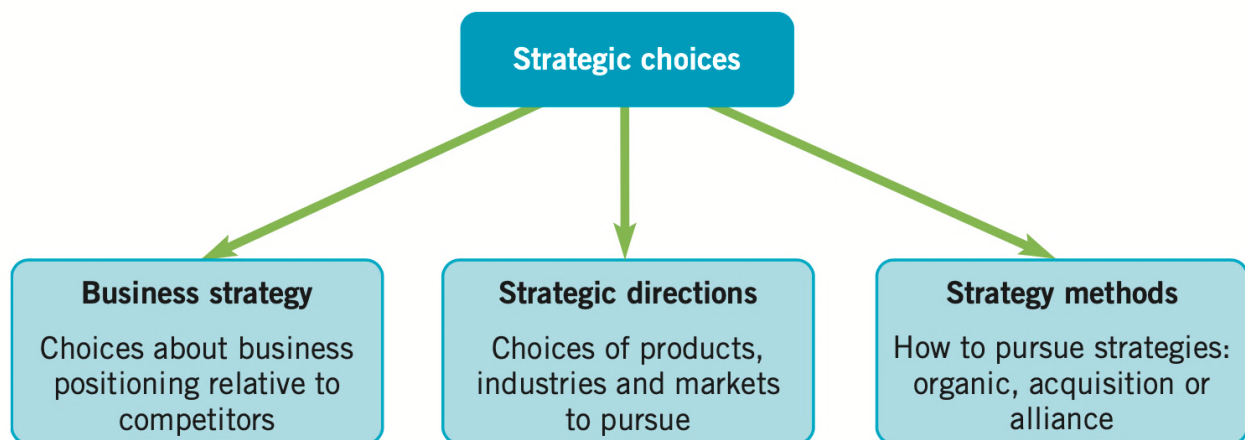 Strategic choices
Business strategy
Choices about business
positioning relative to
competitors
Strategic directions
Choices of products,
industries and markets
to pursue
Strategy methods
How to pursue strategies:
organic, acquisition or
alliance